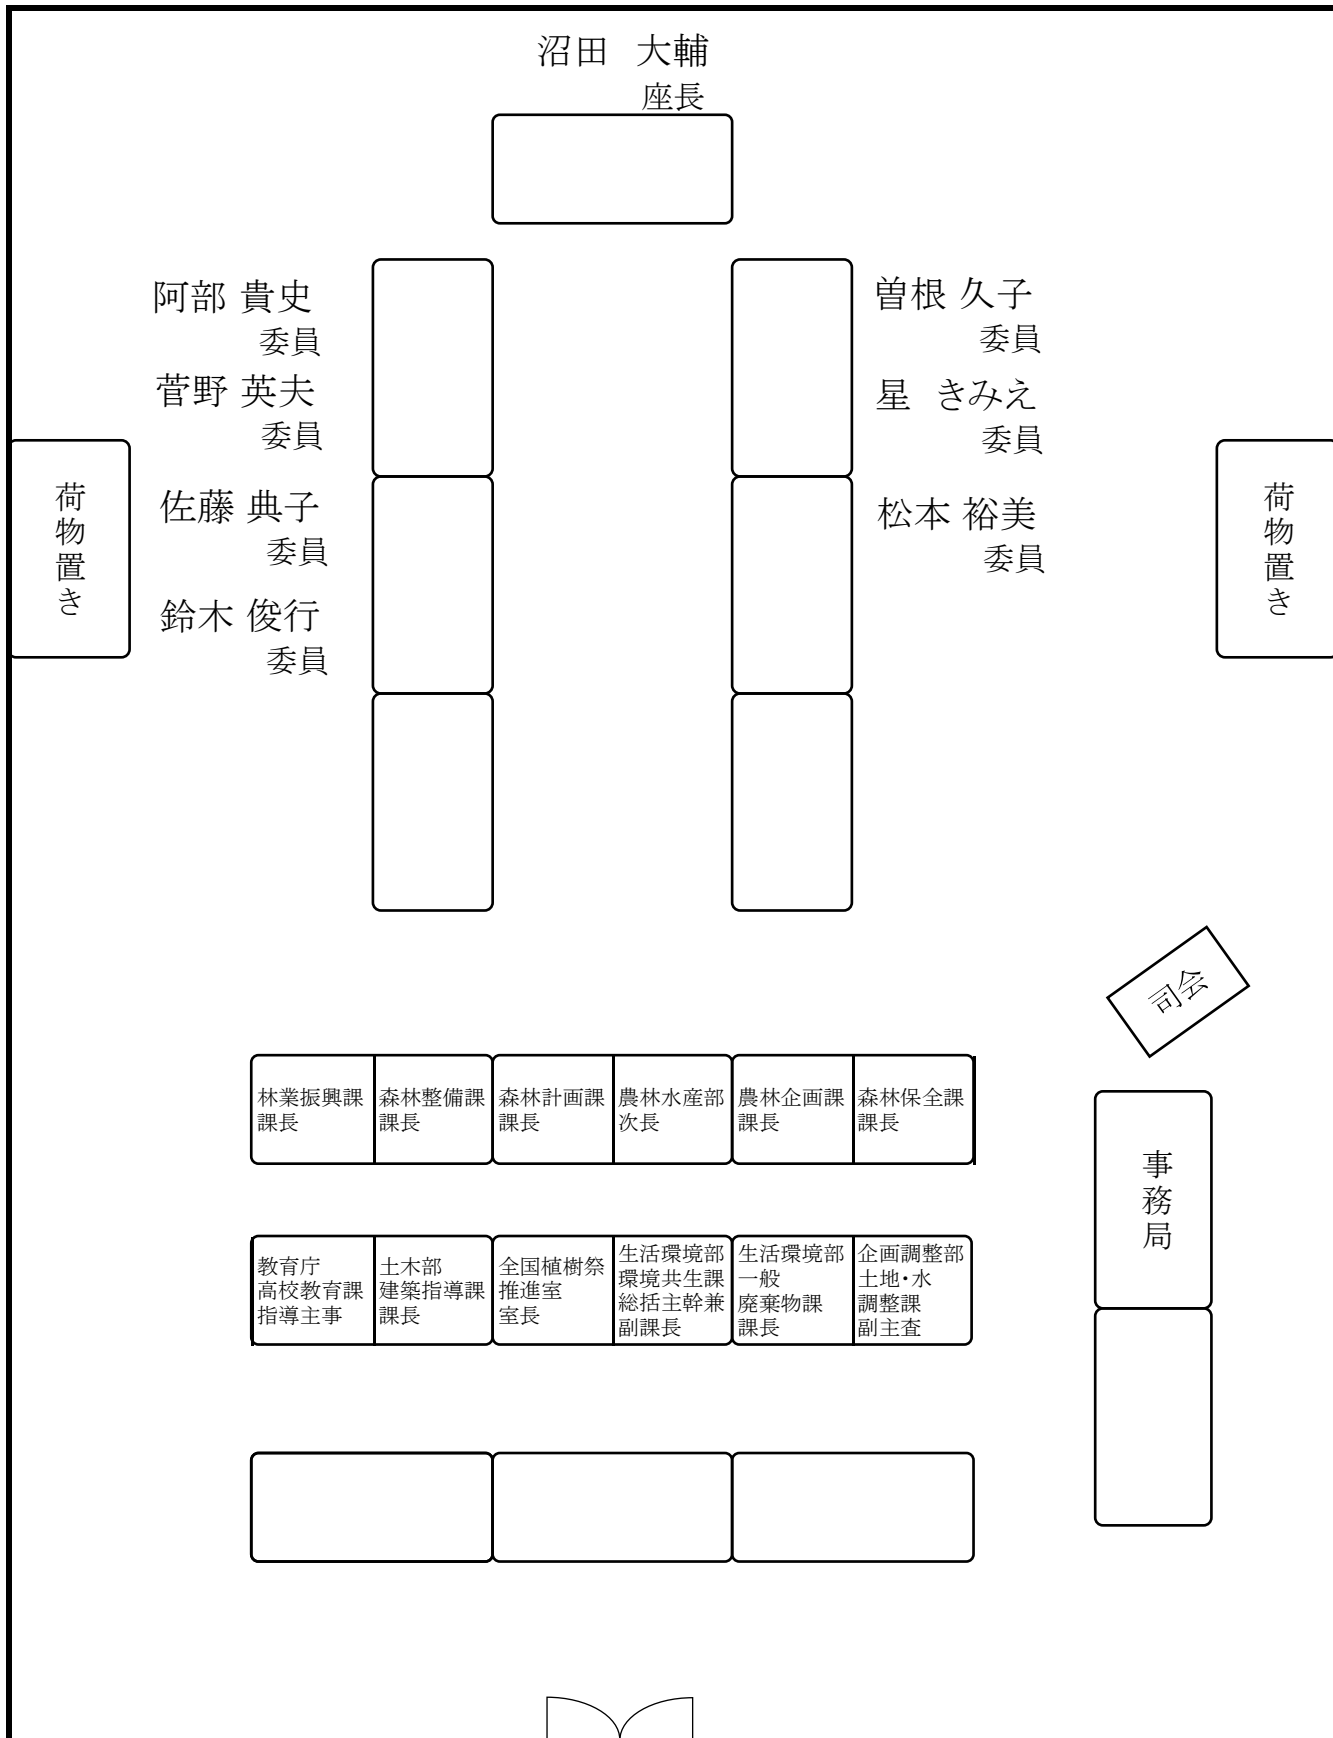 沼田 大輔
座長
阿部 貴史
委員
菅野 英夫
委員
佐藤 典子
委員
鈴木 俊行
委員
曽根 久子
委員
星 きみえ
委員
松本 裕美
委員
荷物置き
荷物置き
司会
林業振興課
課長
森林整備課
課長
森林計画課
課長
農林水産部
次長
農林企画課
課長
森林保全課
課長
事務局
教育庁
高校教育課
指導主事
土木部
建築指導課
課長
全国植樹祭
推進室
室長
生活環境部
環境共生課
総括主幹兼
副課長
生活環境部
一般
廃棄物課
課長
企画調整部
土地・水
調整課
副主査